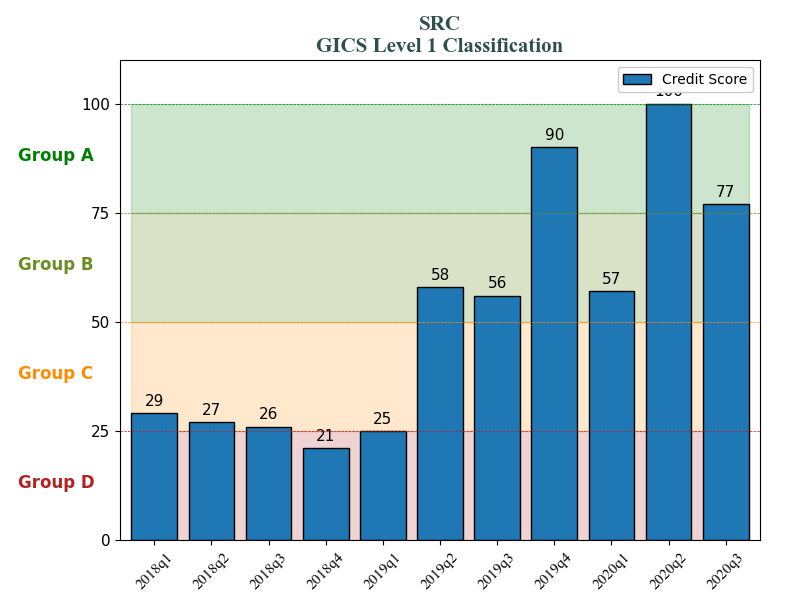 SRC
GICS Level 1 Classification
Credit Score
100
75
50
25
0
Group A
Group B
Group C
Group D
29
27
26
21
25
58
56
90
57
100
77
2018q1
2018q2
2018q3
2018q4
2019q1
2019q2
2019q3
2019q4
2020q1
2020q2
2020q3